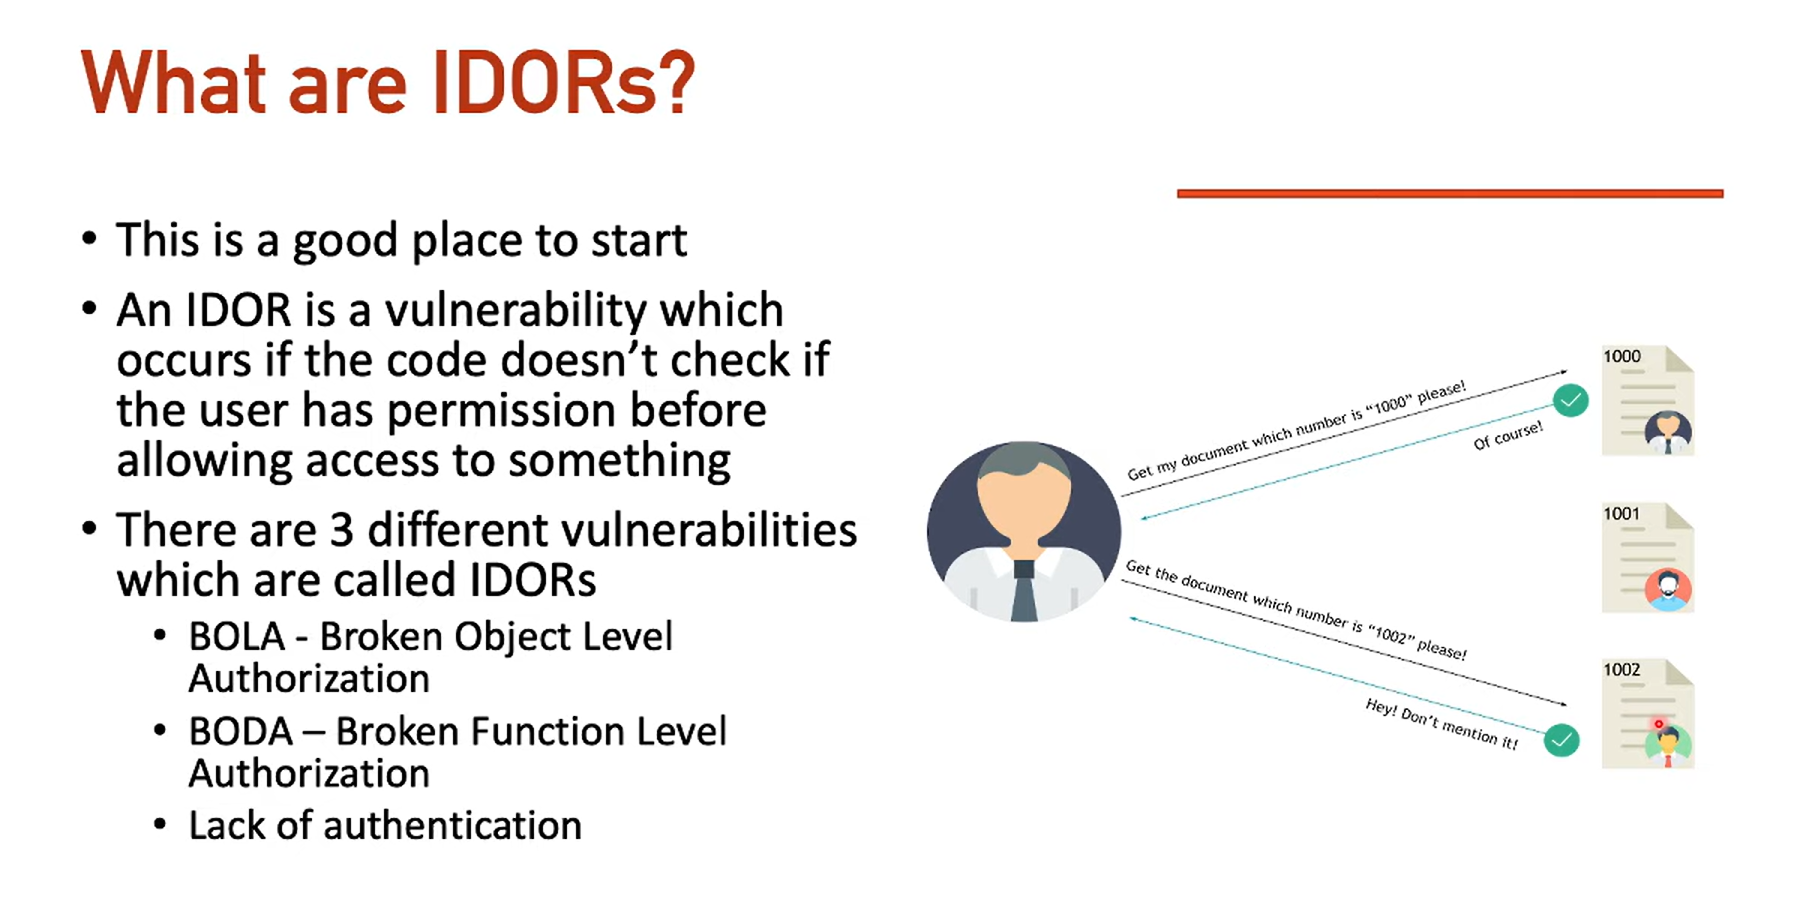 What are IDORs?
• This is a good place to start
• An IDOR is a vulnerability which
occurs if the code doesn’t check if
the user has permission before
allowing access to something
• There are 3 different vulnerabilities
which are called IDORs
• BOLA - Broken Object Level
Authorization
• BODA – Broken Function Level
Authorization
• Lack of authentication
Get my document which number is “1000” please!
Of course!
Get the document which number is “1002” please!
Hey! Don’t mention it!
1000
1001
1002